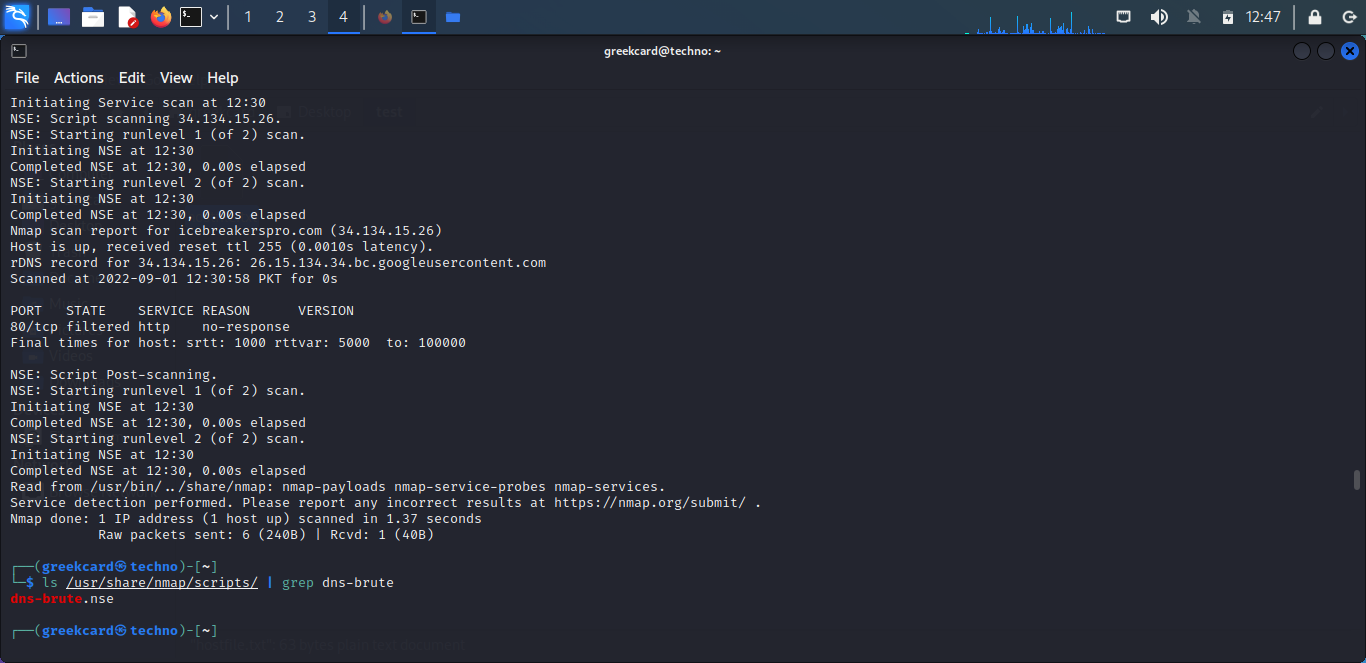 1 2 3 4 12:47
greekcard@techno: ~
File Actions Edit View Help
Initiating Service scan at 12:30
NSE: Script scanning 34.134.15.26.
NSE: Starting runlevel 1 (of 2) scan.
Initiating NSE at 12:30
Completed NSE at 12:30, 0.00s elapsed
NSE: Starting runlevel 2 (of 2) scan.
Initiating NSE at 12:30
Completed NSE at 12:30, 0.00s elapsed
Nmap scan report for icebreakerspro.com (34.134.15.26)
Host is up, received reset ttl 255 (0.0010s latency).
rDNS record for 34.134.15.26: 26.15.134.34.bc.googleusercontent.com
Scanned at 2022-09-01 12:30:58 PKT for 0s
PORT   STATE    SERVICE REASON      VERSION
80/tcp filtered http    no-response
Final times for host: srtt: 1000 rttvar: 5000  to: 100000
NSE: Script Post-scanning.
NSE: Starting runlevel 1 (of 2) scan.
Initiating NSE at 12:30
Completed NSE at 12:30, 0.00s elapsed
NSE: Starting runlevel 2 (of 2) scan.
Initiating NSE at 12:30
Completed NSE at 12:30, 0.00s elapsed
Read from /usr/bin/../share/nmap: nmap-payloads nmap-service-probes nmap-services.
Service detection performed. Please report any incorrect results at https://nmap.org/submit/ .
Nmap done: 1 IP address (1 host up) scanned in 1.37 seconds
           Raw packets sent: 6 (240B) | Rcvd: 1 (40B)
┌──(greekcard㉿techno)-[~]
└─$ ls /usr/share/nmap/scripts/ | grep dns-brute
dns-brute.nse
┌──(greekcard㉿techno)-[~]